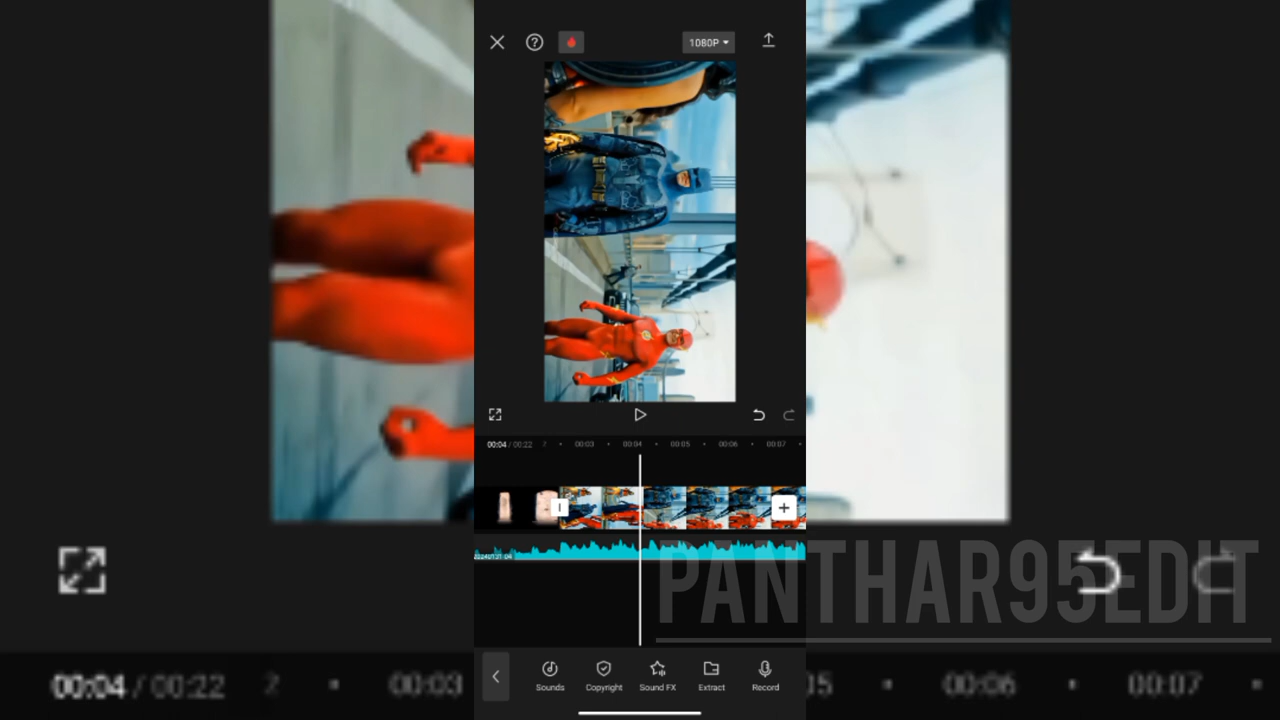 1080P
00:04 / 00:22
00:03
00:04
00:05
00:06
00:07
PANTHAR95EDIT
Sounds
Copyright
Sound FX
Extract
Record
00:04 / 00:22
00:03
00:06
00:07